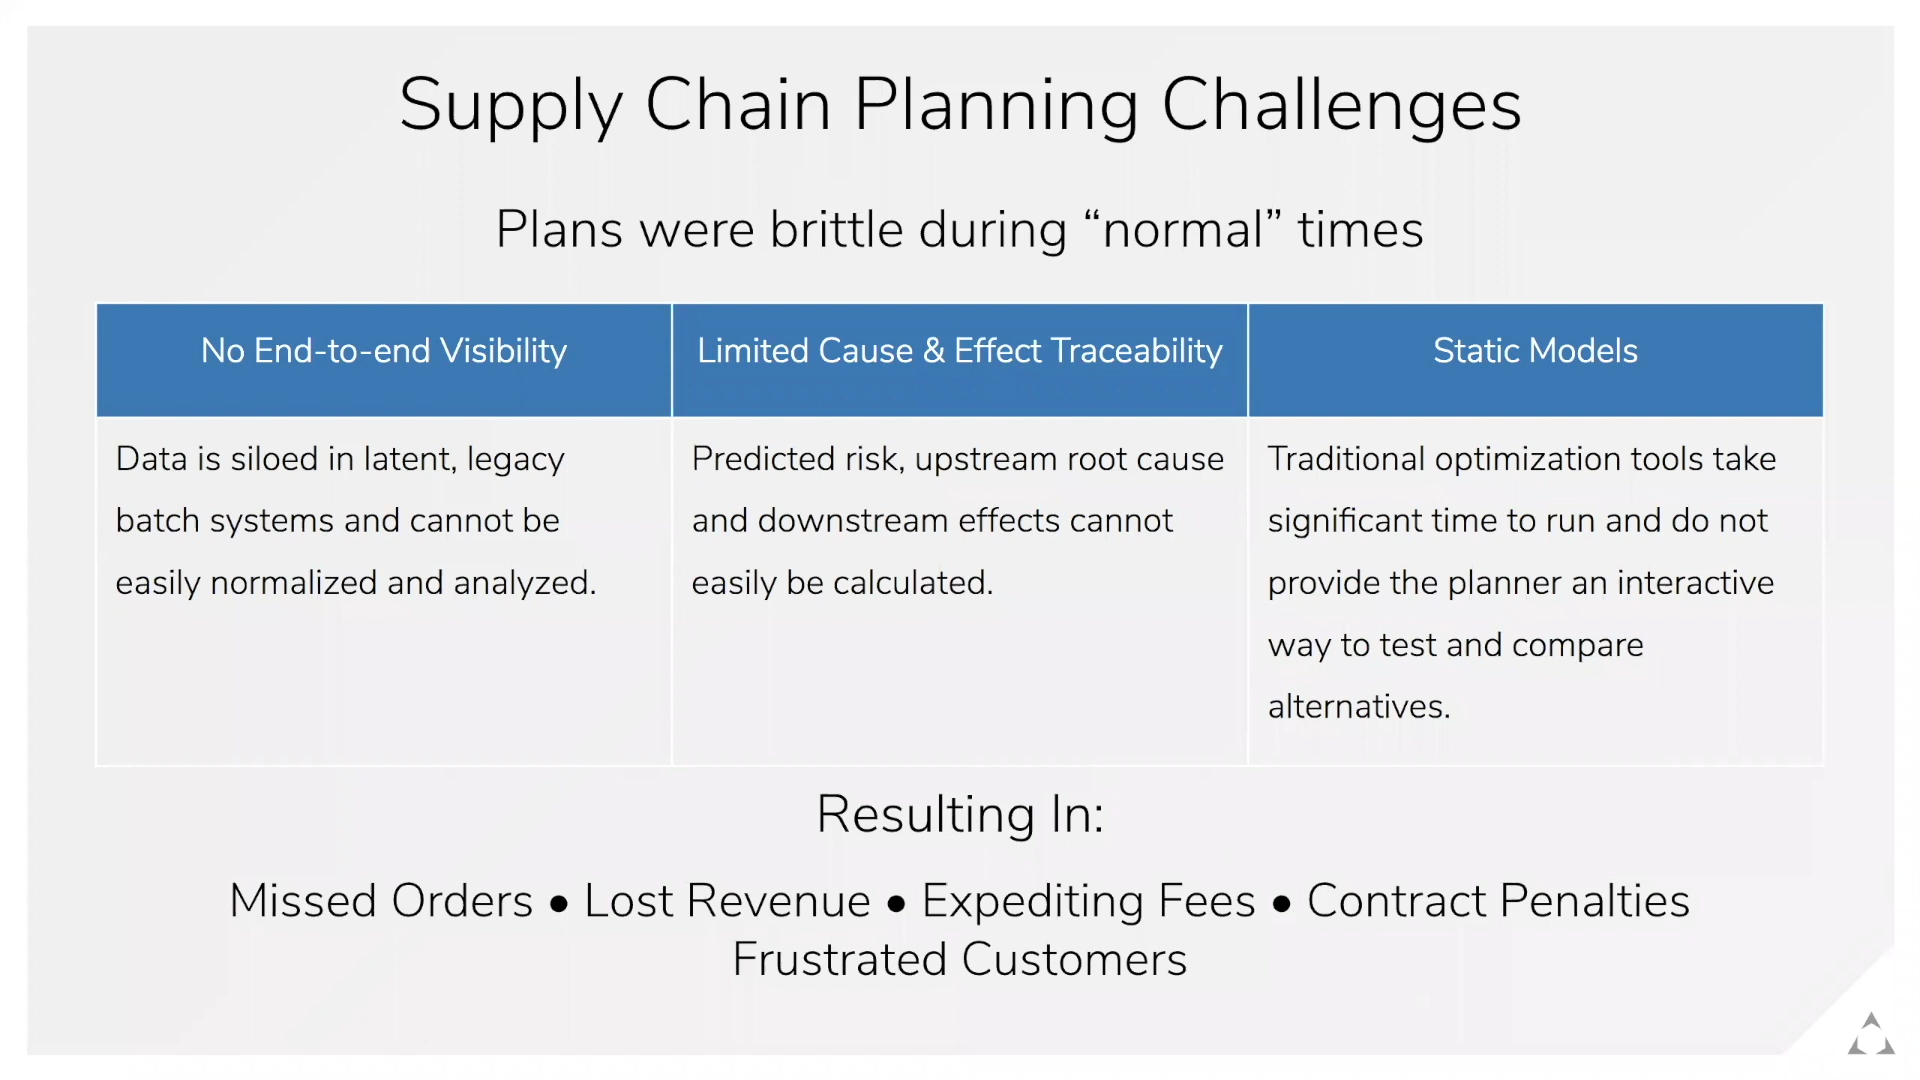 Supply Chain Planning Challenges
Plans were brittle during “normal” times
No End-to-end Visibility
Limited Cause & Effect Traceability
Static Models
Data is siloed in latent, legacy
batch systems and cannot be
easily normalized and analyzed.
Predicted risk, upstream root cause
and downstream effects cannot
easily be calculated.
Traditional optimization tools take
significant time to run and do not
provide the planner an interactive
way to test and compare
alternatives.
Resulting In:
Missed Orders • Lost Revenue • Expediting Fees • Contract Penalties
Frustrated Customers